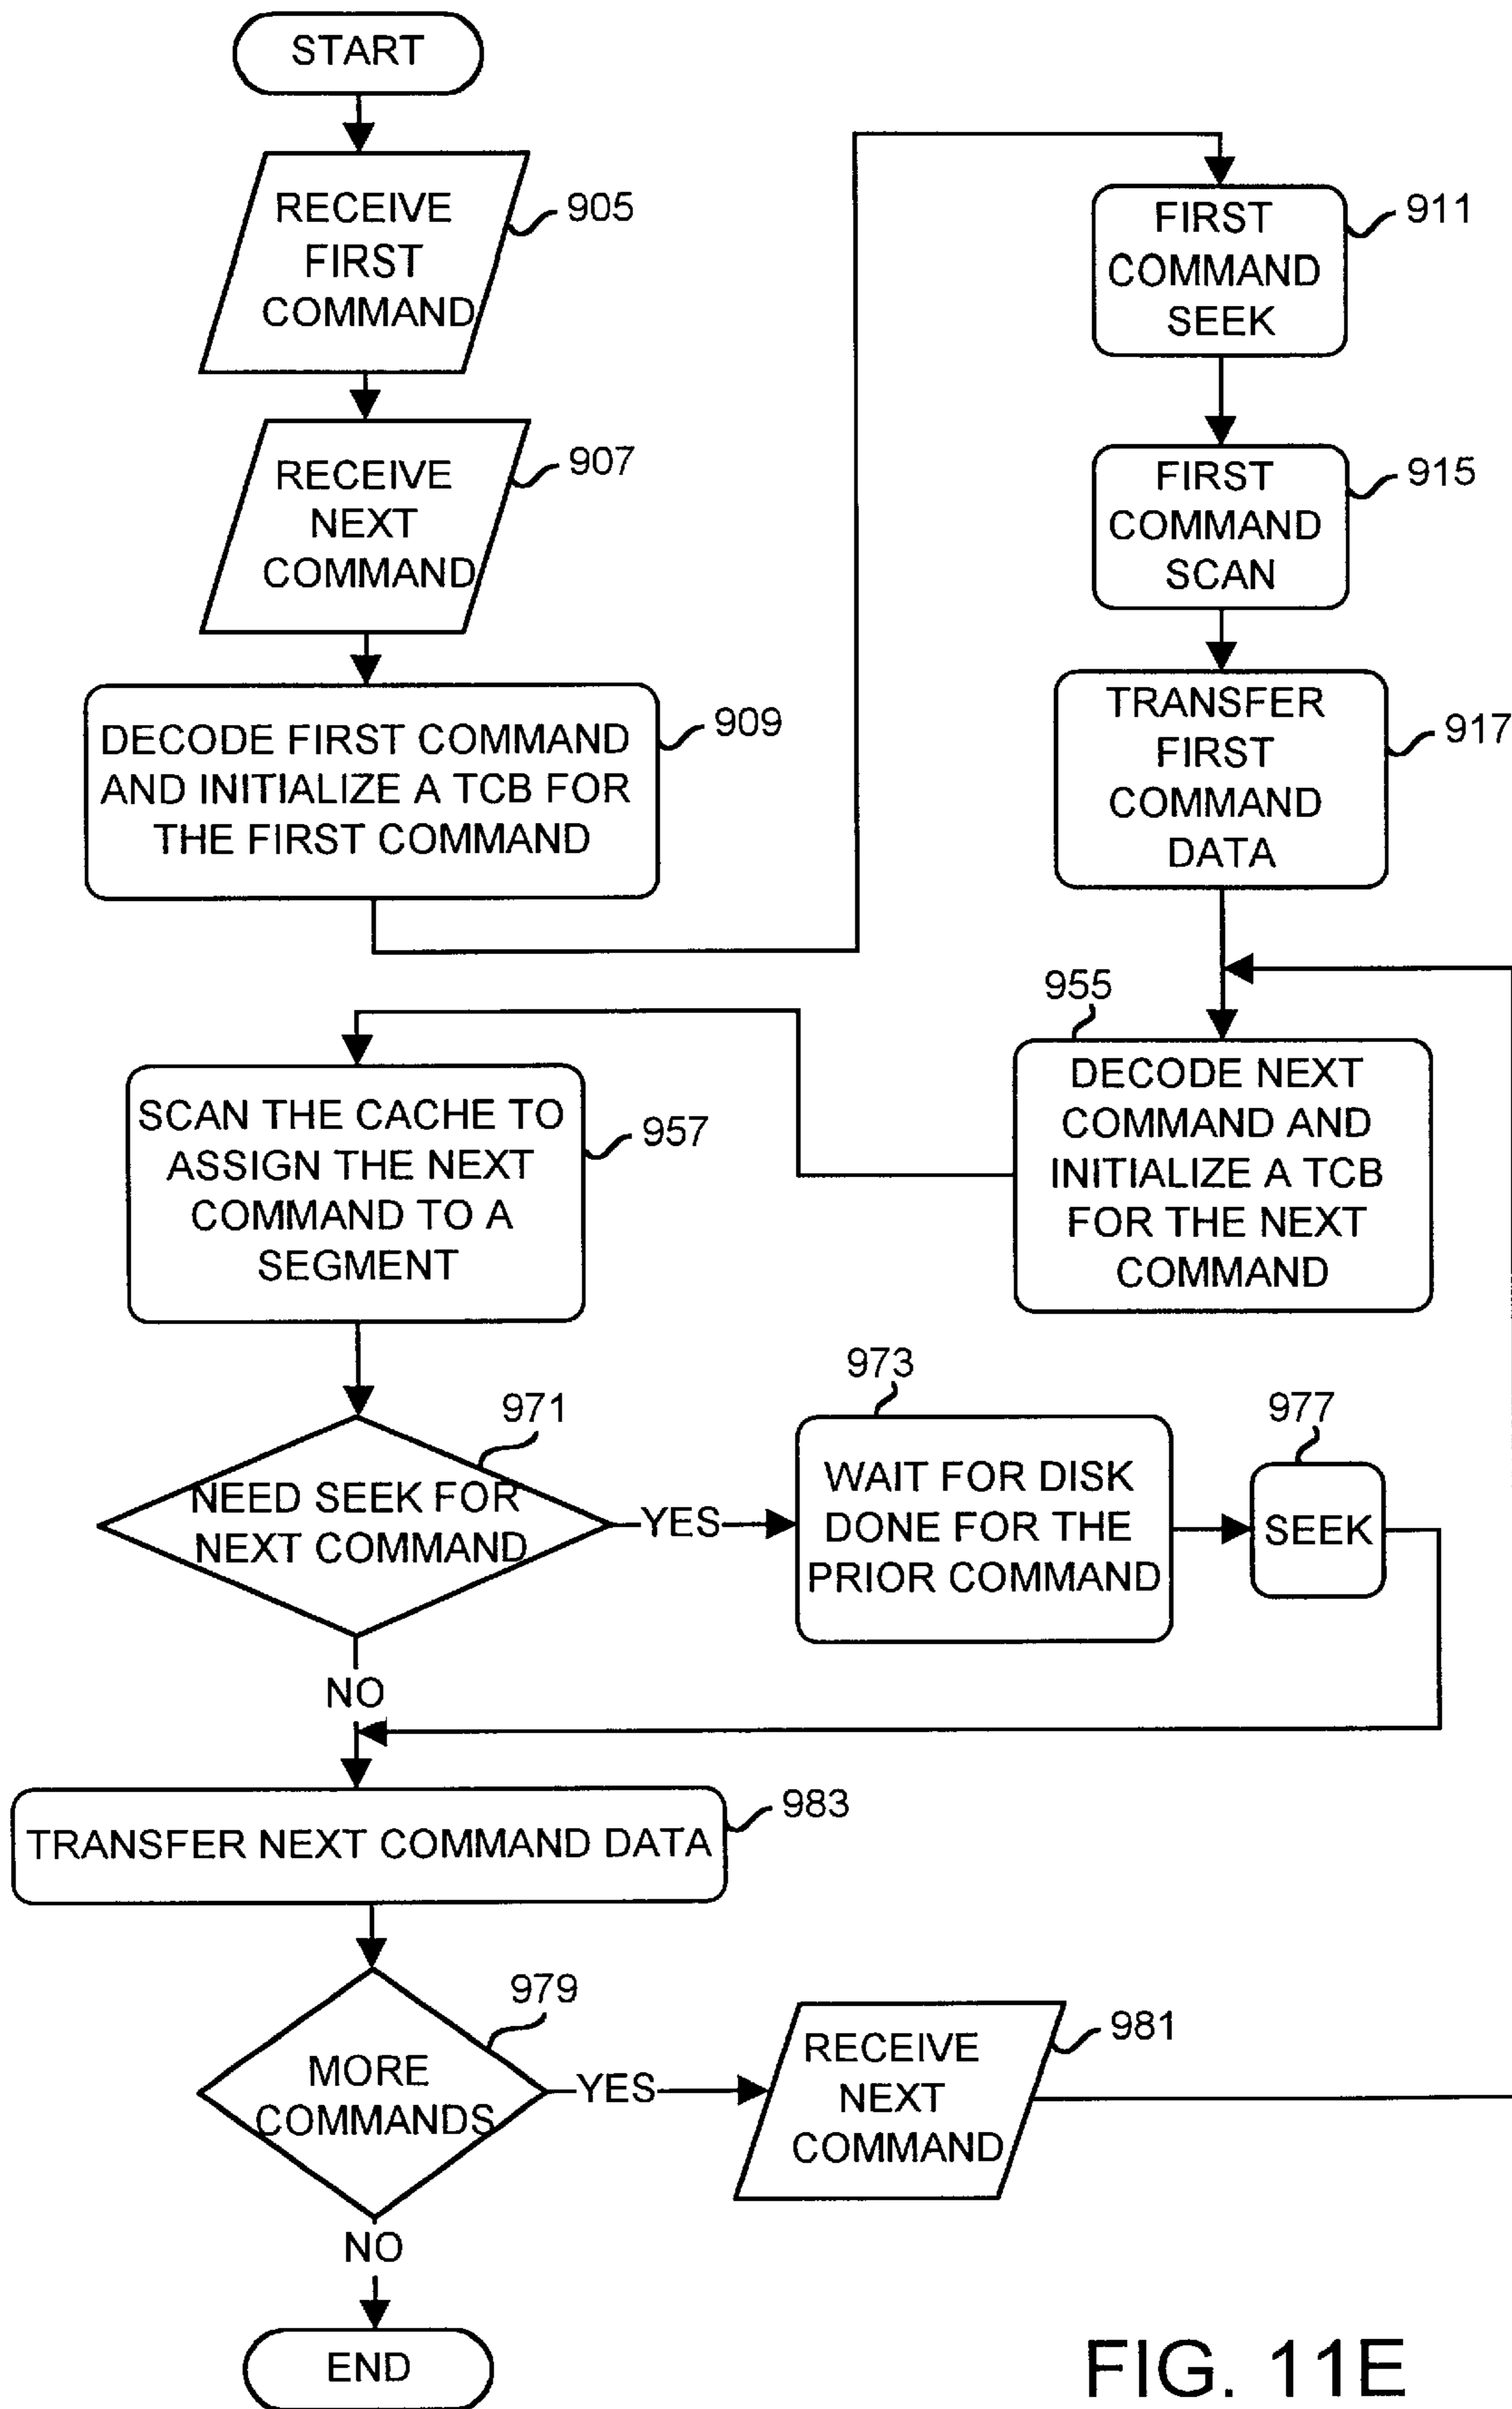 START
RECEIVE
FIRST
COMMAND
905
RECEIVE
NEXT
COMMAND
907
DECODE FIRST COMMAND
AND INITIALIZE A TCB FOR
THE FIRST COMMAND
909
FIRST
COMMAND
SEEK
911
FIRST
COMMAND
SCAN
915
TRANSFER
FIRST
COMMAND
DATA
917
955
DECODE NEXT
COMMAND AND
INITIALIZE A TCB
FOR THE NEXT
COMMAND
SCAN THE CACHE TO
ASSIGN THE NEXT
COMMAND TO A
SEGMENT
957
971
NEED SEEK FOR
NEXT COMMAND
YES
973
WAIT FOR DISK
DONE FOR THE
PRIOR COMMAND
977
SEEK
NO
TRANSFER NEXT COMMAND DATA
983
979
MORE
COMMANDS
YES
RECEIVE
NEXT
COMMAND
981
NO
END
FIG. 11E